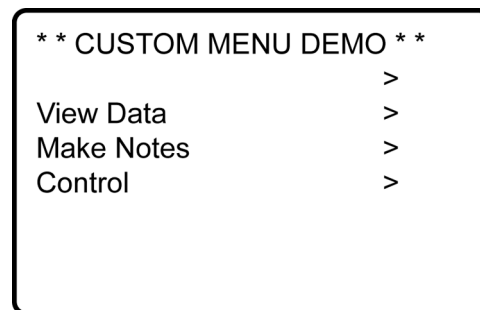 * * CUSTOM MENU DEMO * *
>
View Data >
Make Notes >
Control >